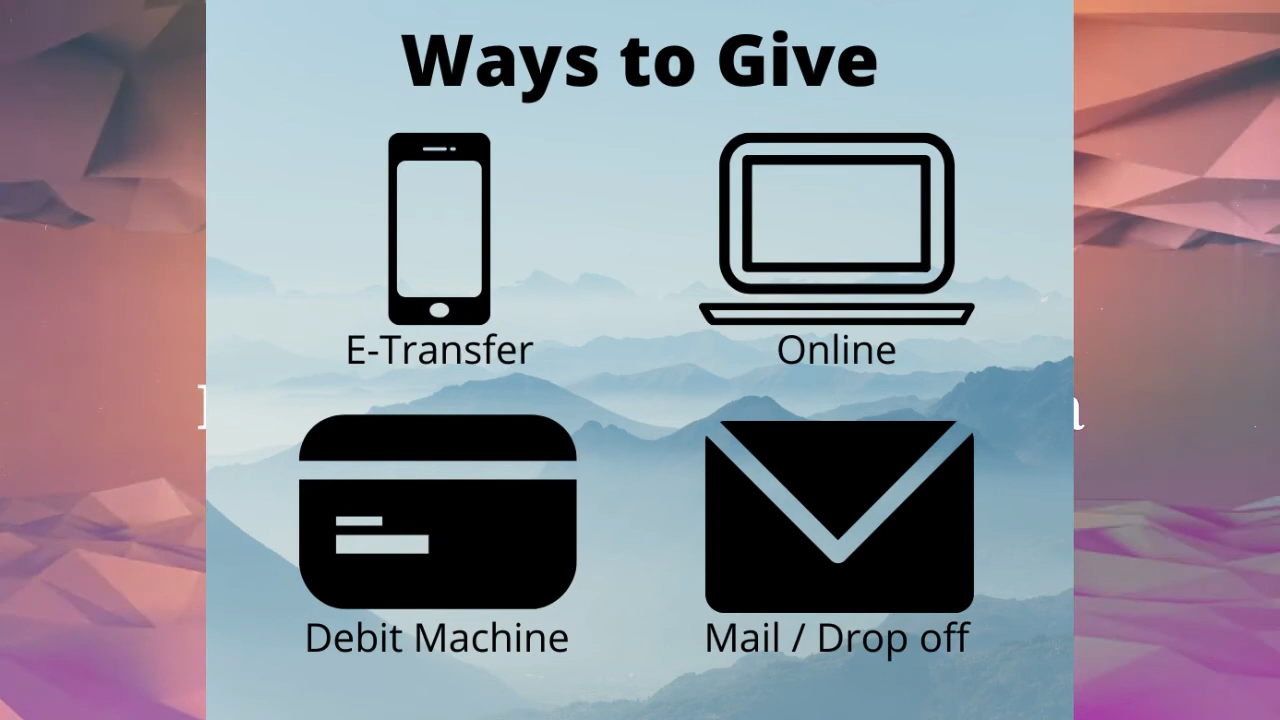 Ways to Give
E-Transfer
Online
Debit Machine
Mail / Drop off